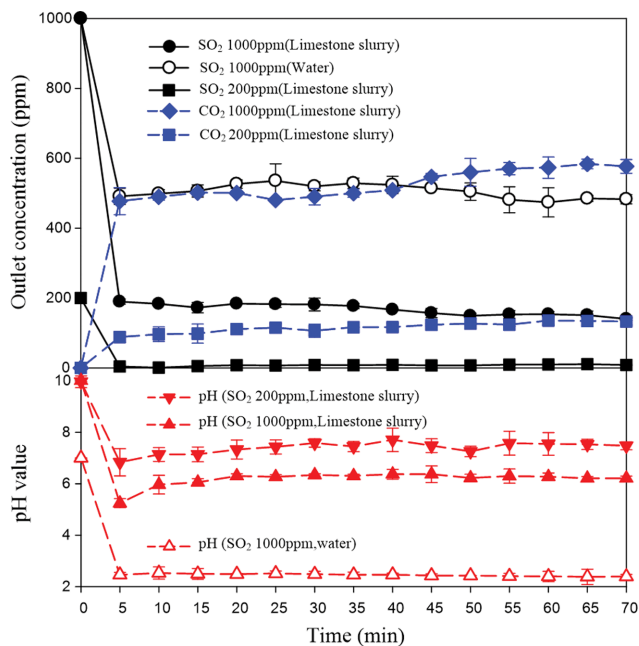 1000
SO2 1000ppm(Limestone slurry)
SO2 1000ppm(Water)
800
SO2 200ppm(Limestone slurry)
CO2 1000ppm(Limestone slurry)
CO2 200ppm(Limestone slurry)
600
400
200
0
Outlet concentration (ppm)
10
pH (SO2 200ppm,Limestone slurry)
pH (SO2 1000ppm,Limestone slurry)
8
6
4
pH (SO2 1000ppm,water)
2
pH value
0 5 10 15 20 25 30 35 40 45 50 55 60 65 70
Time (min)